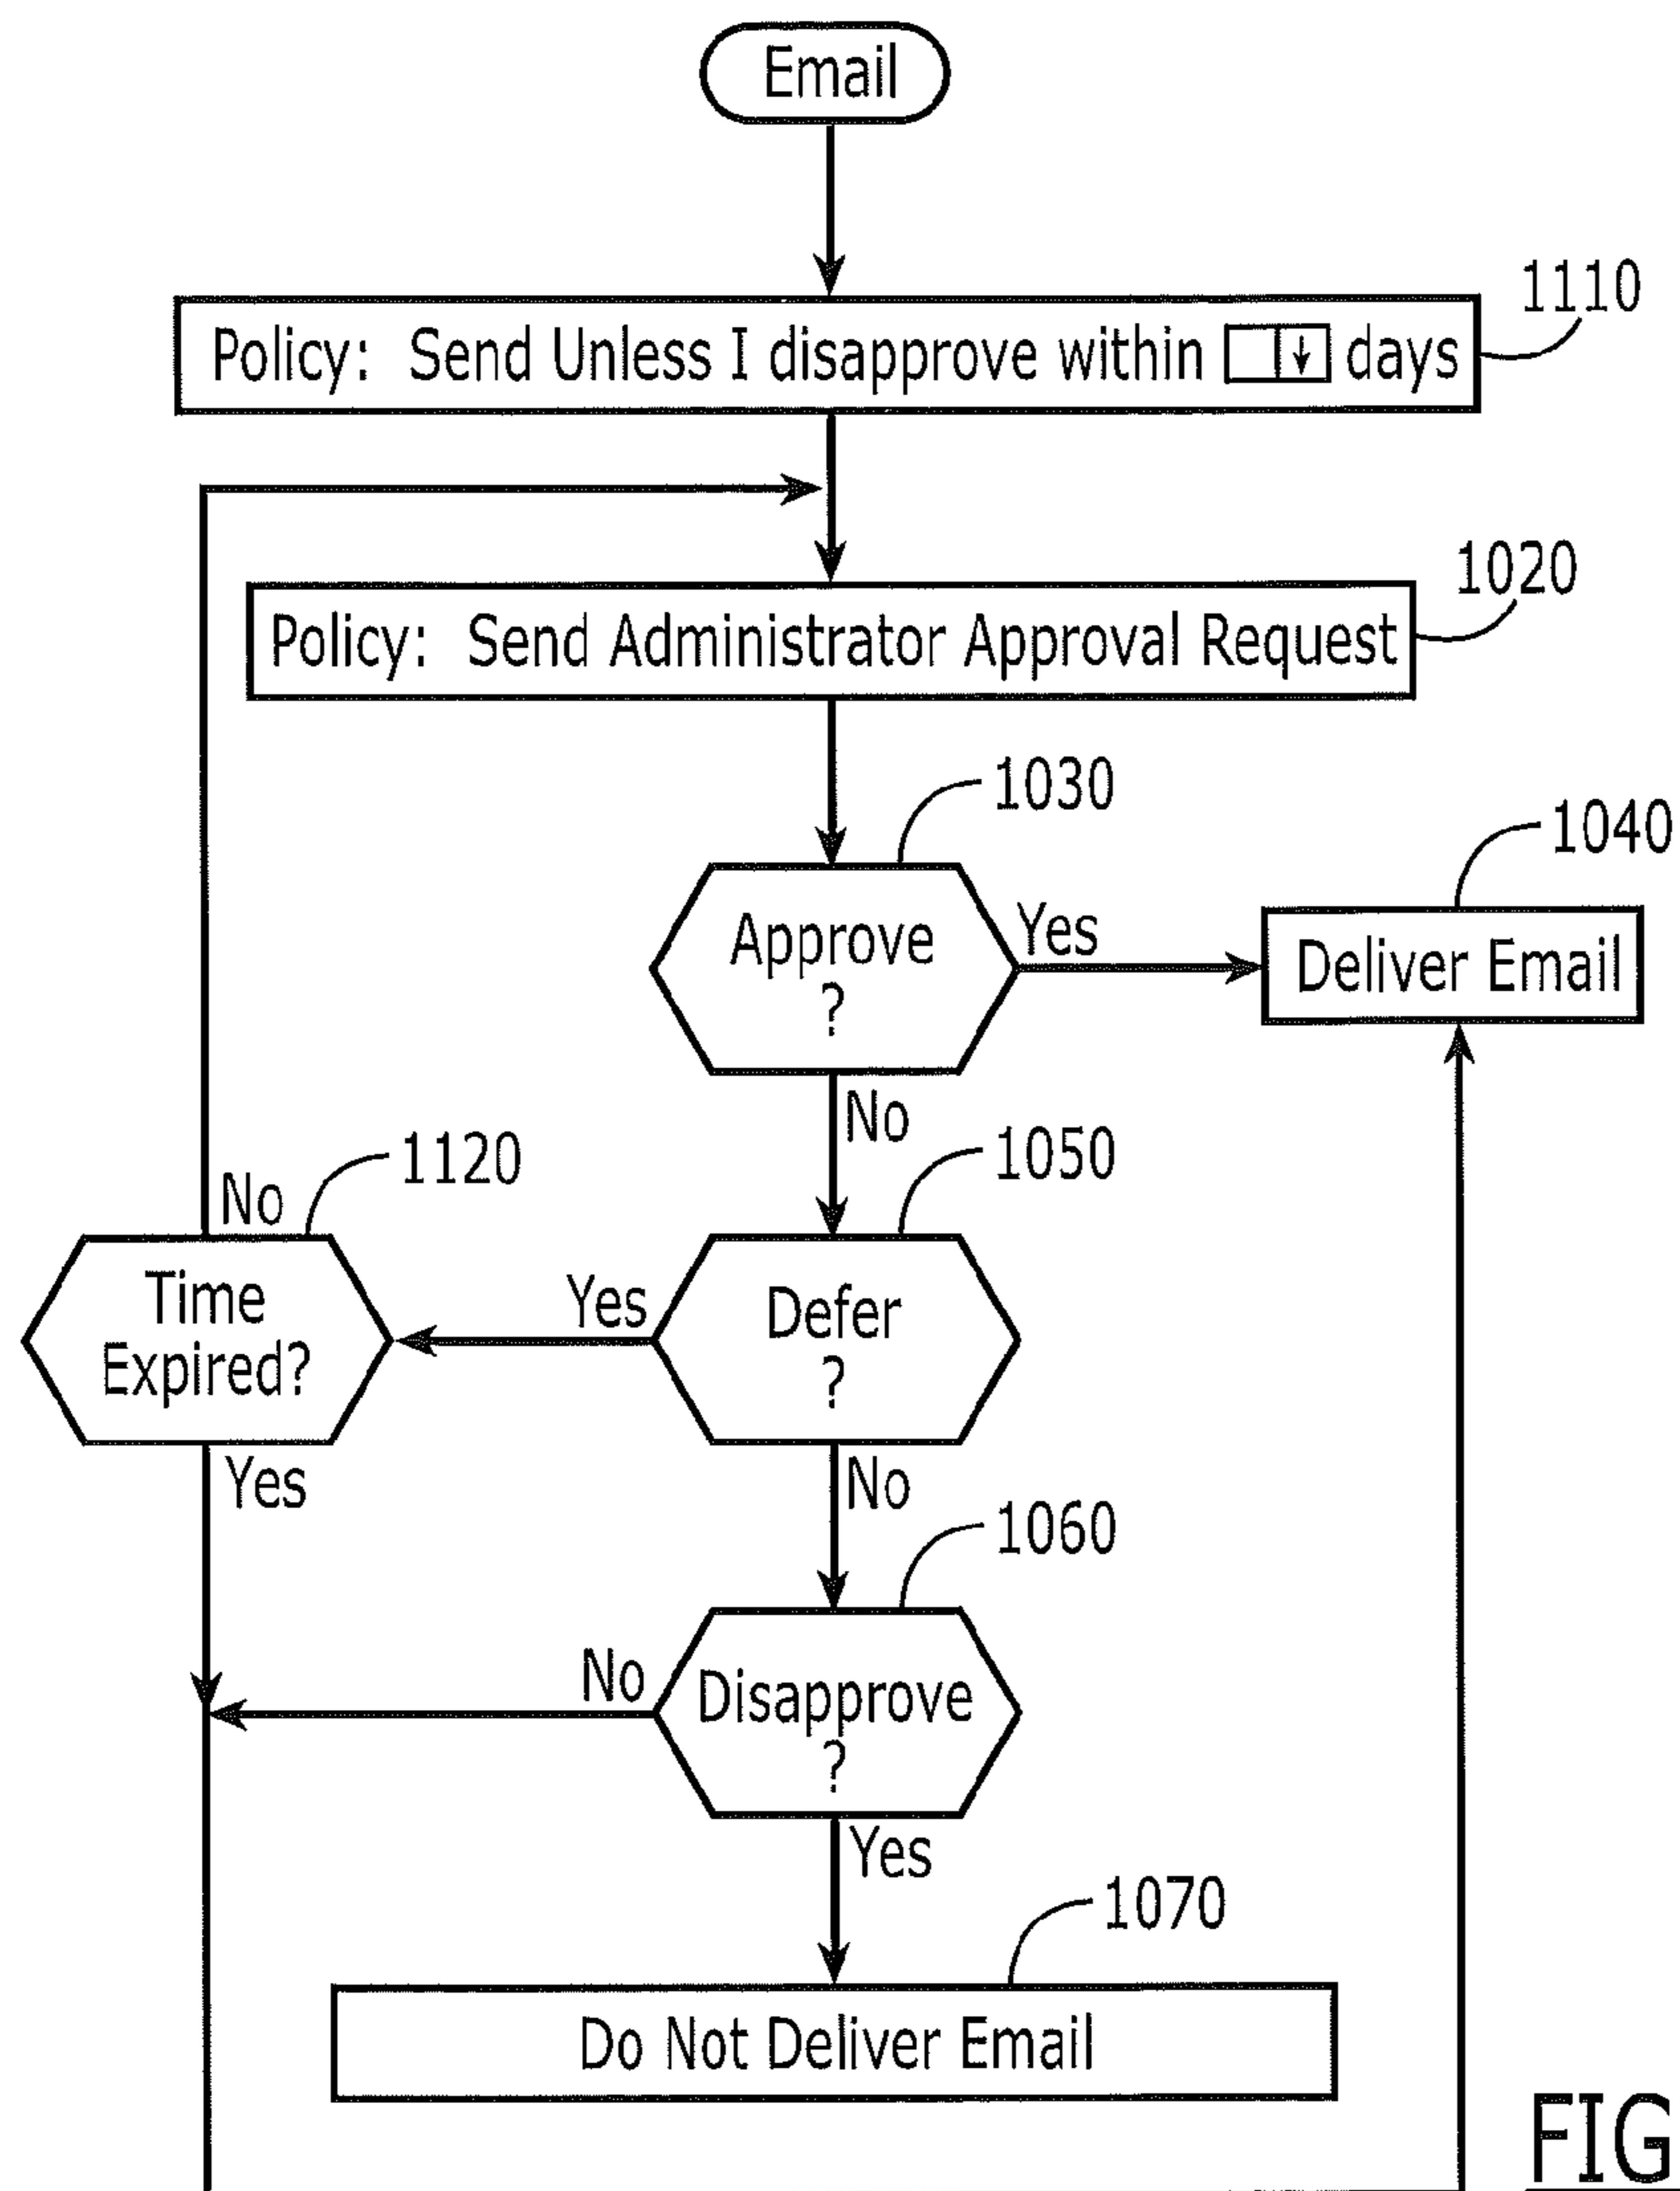 Email
1110
Policy: Send Unless I disapprove within ↓ days
1020
Policy: Send Administrator Approval Request
1030
1040
Approve
?
Yes
Deliver Email
No
1050
1120
No
Time
Expired?
Yes
Defer
?
Yes
No
1060
No
Disapprove
?
Yes
1070
Do Not Deliver Email
FIG